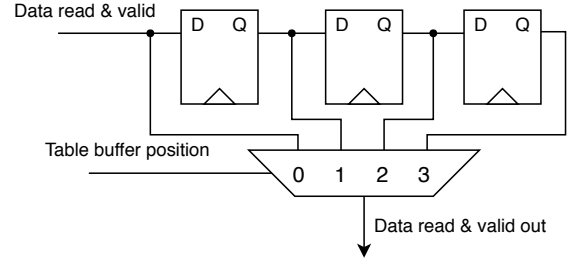 Data read & valid
D Q D Q D Q
Table buffer position
0 1 2 3
Data read & valid out